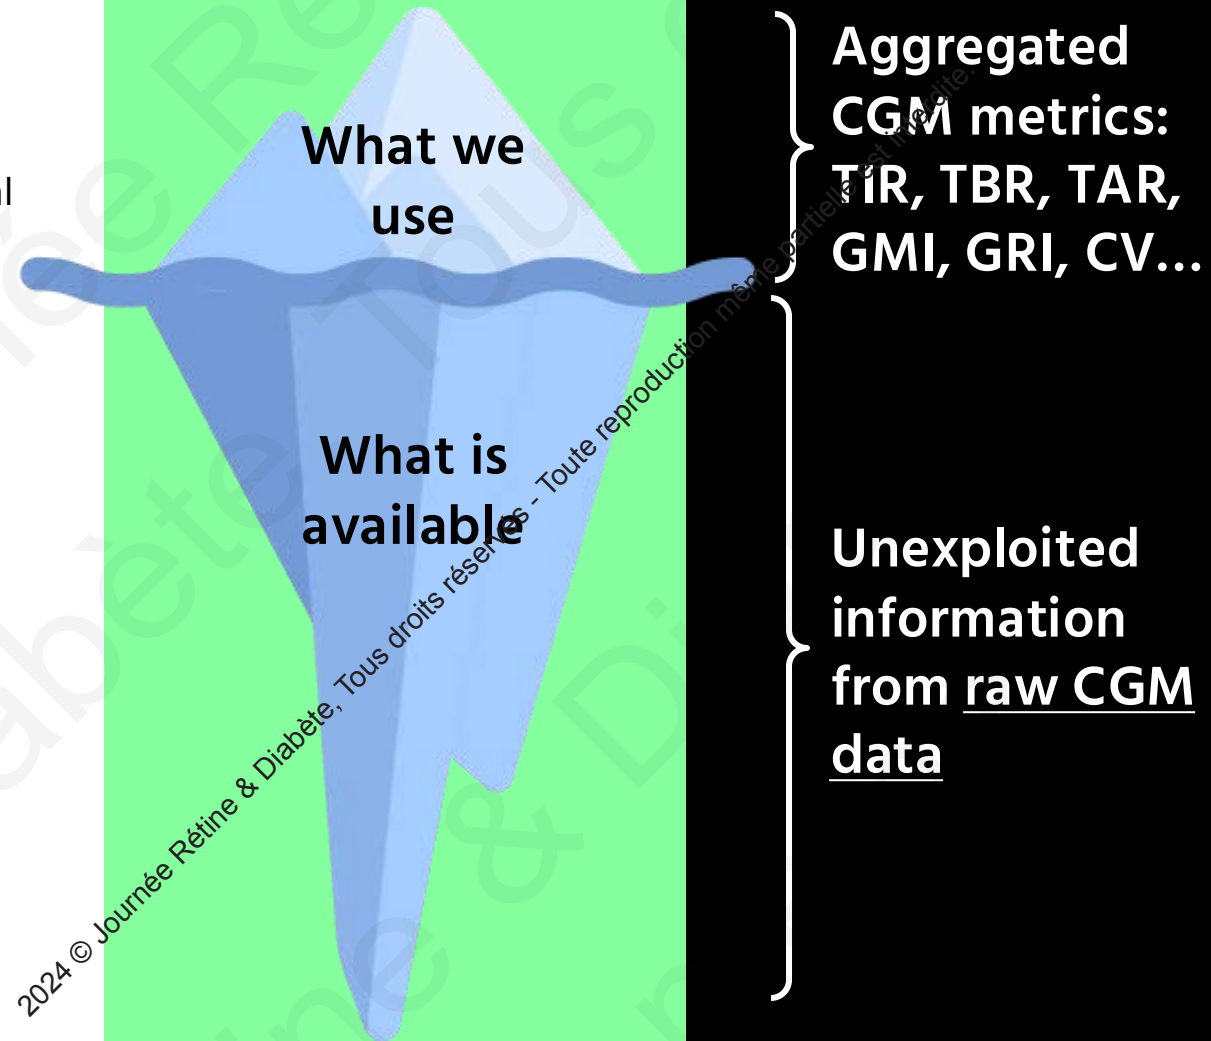 Aggregated
CGM metrics:
TIR, TBR, TAR,
GMI, GRI, CV...
What we
use
What is
available
Unexploited
information
from raw CGM
data
2024 © Journée Rétine & Diabète, Tous droits réservés - Toute reproduction même partielle est interdite.